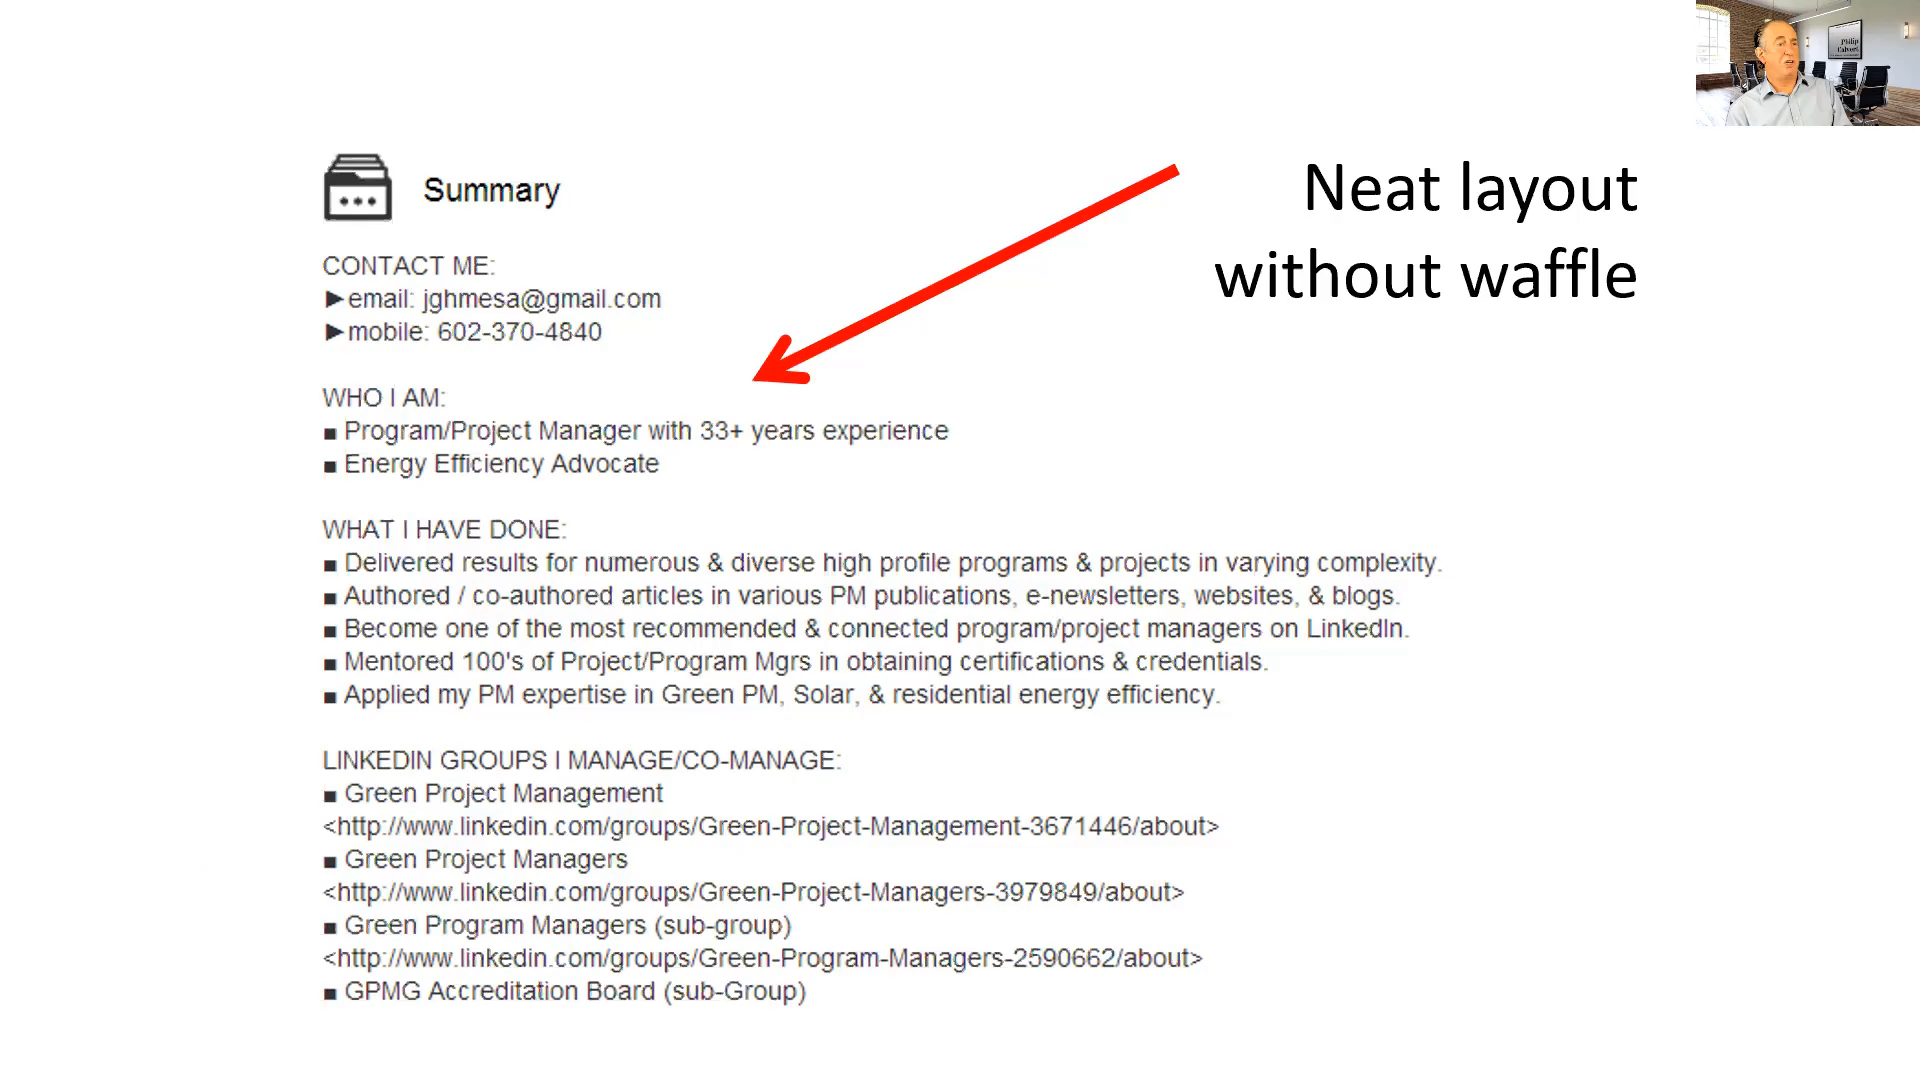 Philip
Calvert
Neat layout
without waffle
Summary
CONTACT ME:
►email: jghmesa@gmail.com
►mobile: 602-370-4840
WHO I AM:
■ Program/Project Manager with 33+ years experience
■ Energy Efficiency Advocate
WHAT I HAVE DONE:
■ Delivered results for numerous & diverse high profile programs & projects in varying complexity.
■ Authored / co-authored articles in various PM publications, e-newsletters, websites, & blogs.
■ Become one of the most recommended & connected program/project managers on LinkedIn.
■ Mentored 100's of Project/Program Mgrs in obtaining certifications & credentials.
■ Applied my PM expertise in Green PM, Solar, & residential energy efficiency.
LINKEDIN GROUPS I MANAGE/CO-MANAGE:
■ Green Project Management
<http://www.linkedin.com/groups/Green-Project-Management-3671446/about>
■ Green Project Managers
<http://www.linkedin.com/groups/Green-Project-Managers-3979849/about>
■ Green Program Managers (sub-group)
<http://www.linkedin.com/groups/Green-Program-Managers-2590662/about>
■ GPMG Accreditation Board (sub-Group)